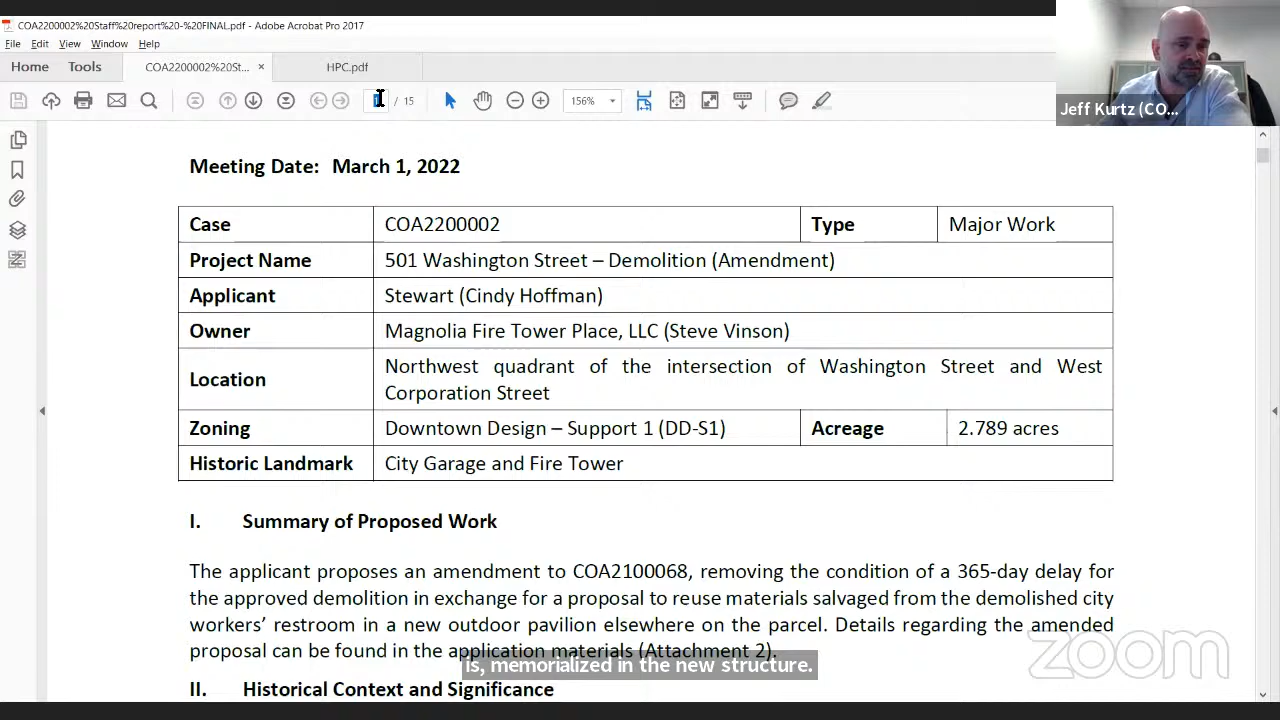 COA2200002%20Staff%20report%20-%20FINAL.pdf - Adobe Acrobat Pro 2017
File Edit View Window Help
Home Tools COA2200002%20St... × HPC.pdf
/ 15 156%
Jeff Kurtz (CO...
Meeting Date: March 1, 2022
Case COA2200002 Type Major Work
Project Name 501 Washington Street – Demolition (Amendment)
Applicant Stewart (Cindy Hoffman)
Owner Magnolia Fire Tower Place, LLC (Steve Vinson)
Location Northwest quadrant of the intersection of Washington Street and West
Corporation Street
Zoning Downtown Design – Support 1 (DD-S1) Acreage 2.789 acres
Historic Landmark City Garage and Fire Tower
I. Summary of Proposed Work
The applicant proposes an amendment to COA2100068, removing the condition of a 365-day delay for
the approved demolition in exchange for a proposal to reuse materials salvaged from the demolished city
workers’ restroom in a new outdoor pavilion elsewhere on the parcel. Details regarding the amended
proposal can be found in the application materials (Attachment 2).
is, memorialized in the new structure.
II. Historical Context and Significance
zoom